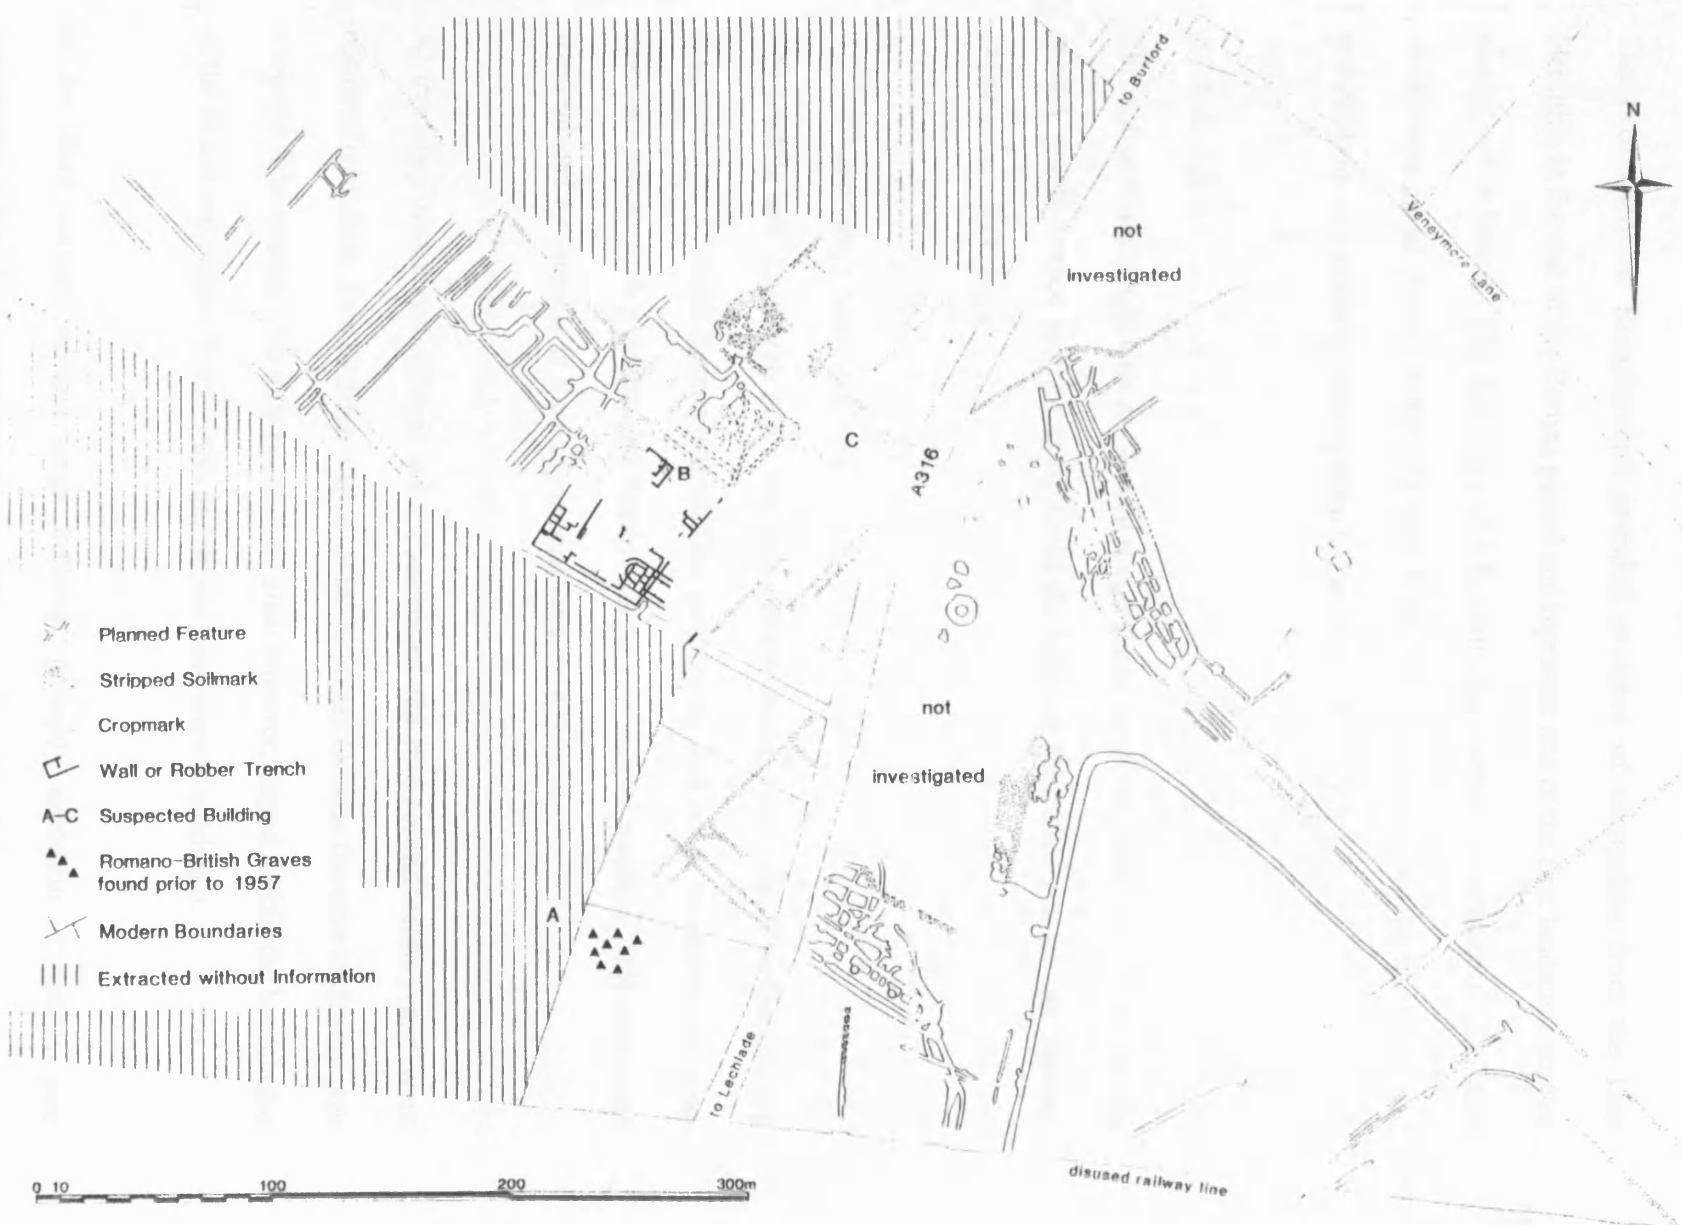 to Burford
N
Veneymore Lane
not
investigated
C
A316
B
Planned Feature
Stripped Soilmark
Cropmark
Wall or Robber Trench
A-C Suspected Building
Romano-British Graves
found prior to 1957
Modern Boundaries
Extracted without Information
not
investigated
A
to Lechlade
disused railway line
0 10 100 200 300m